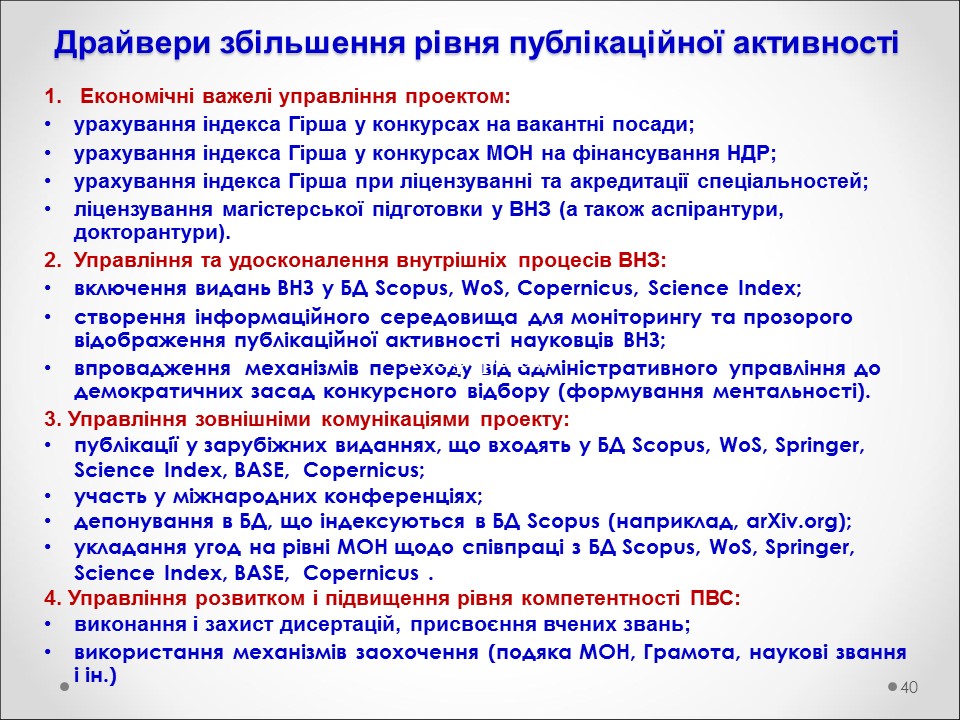 Драйвери збільшення рівня публікаційної активності
1. Економічні важелі управління проектом:
• урахування індекса Гірша у конкурсах на вакантні посади;
• урахування індекса Гірша у конкурсах МОН на фінансування НДР;
• урахування індекса Гірша при ліцензуванні та акредитації спеціальностей;
• ліцензування магістерської підготовки у ВНЗ (а також аспірантури,
докторантури).
2. Управління та удосконалення внутрішніх процесів ВНЗ:
• включення видань ВНЗ у БД Scopus, WoS, Copernicus, Science Index;
• створення інформаційного середовища для моніторингу та прозорого
відображення публікаційної активності науковців ВНЗ;
• впровадження механізмів переходу від адміністративного управління до
демократичних засад конкурсного відбору (формування ментальності).
3. Управління зовнішніми комунікаціями проекту:
• публікації у зарубіжних виданнях, що входять у БД Scopus, WoS, Springer,
Science Index, BASE, Copernicus;
• участь у міжнародних конференціях;
• депонування в БД, що індексуються в БД Scopus (наприклад, arXiv.org);
• укладання угод на рівні МОН щодо співпраці з БД Scopus, WoS, Springer,
Science Index, BASE, Copernicus .
4. Управління розвитком і підвищення рівня компетентності ПВС:
• виконання і захист дисертацій, присвоєння вчених звань;
• використання механізмів заохочення (подяка МОН, Грамота, наукові звання
і ін.)
40